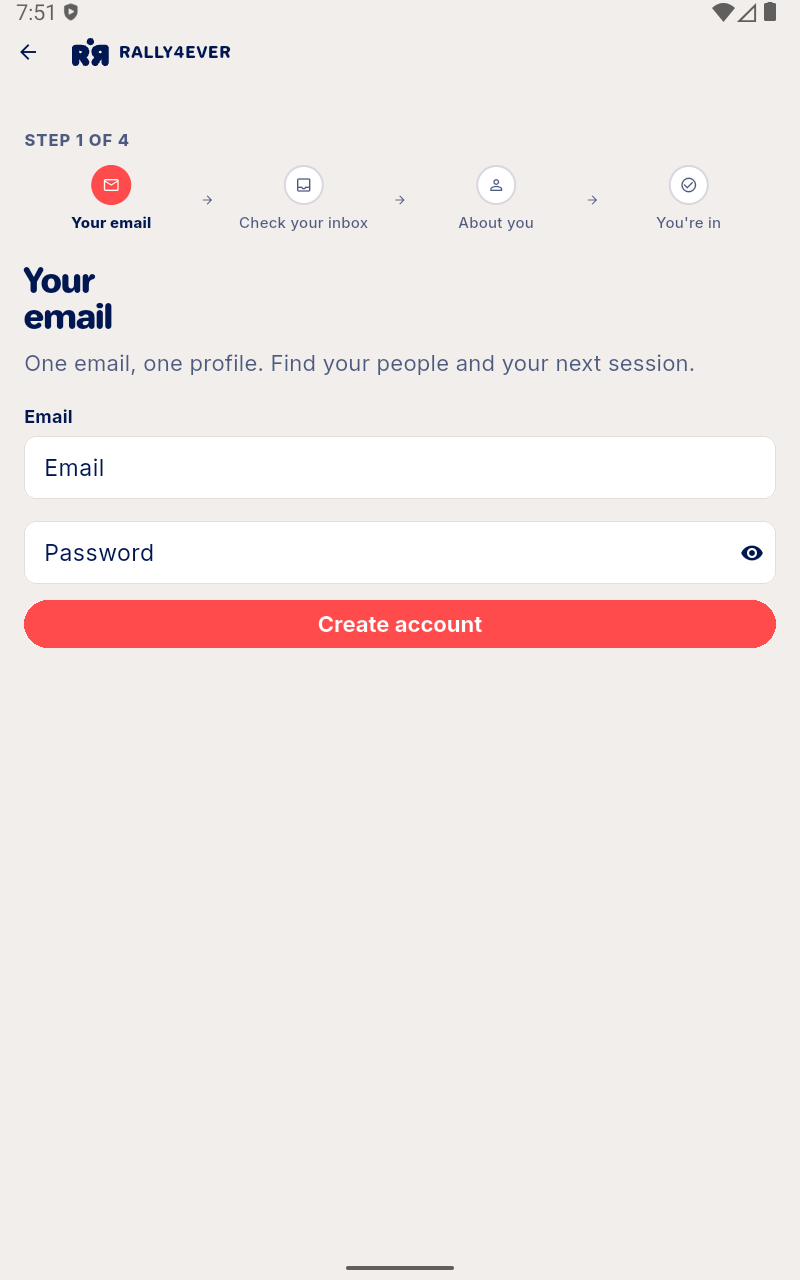 7:51
RALLY4EVER
STEP 1 OF 4
Your email
Check your inbox
About you
You're in
Your
email
One email, one profile. Find your people and your next session.
Email
Email
Password
Create account